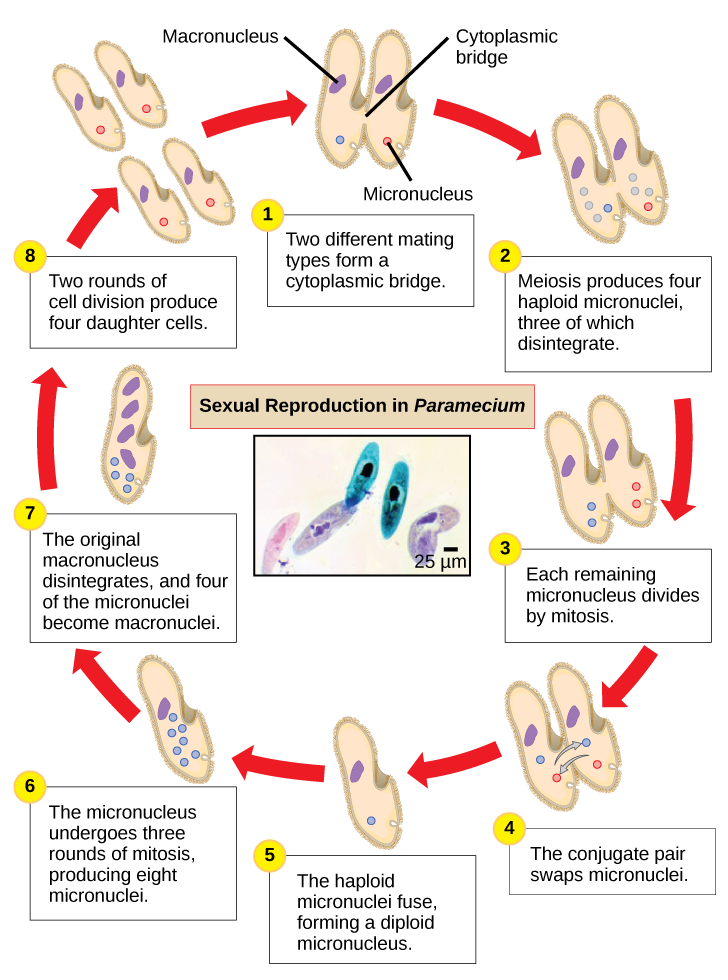 Macronucleus
Cytoplasmic
bridge
Micronucleus
1
Two different mating
types form a
cytoplasmic bridge.
2
Meiosis produces four
haploid micronuclei,
three of which
disintegrate.
3
Each remaining
micronucleus divides
by mitosis.
4
The conjugate pair
swaps micronuclei.
5
The haploid
micronuclei fuse,
forming a diploid
micronucleus.
6
The micronucleus
undergoes three
rounds of mitosis,
producing eight
micronuclei.
7
The original
macronucleus
disintegrates, and four
of the micronuclei
become macronuclei.
8
Two rounds of
cell division produce
four daughter cells.
Sexual Reproduction in Paramecium
25 µm